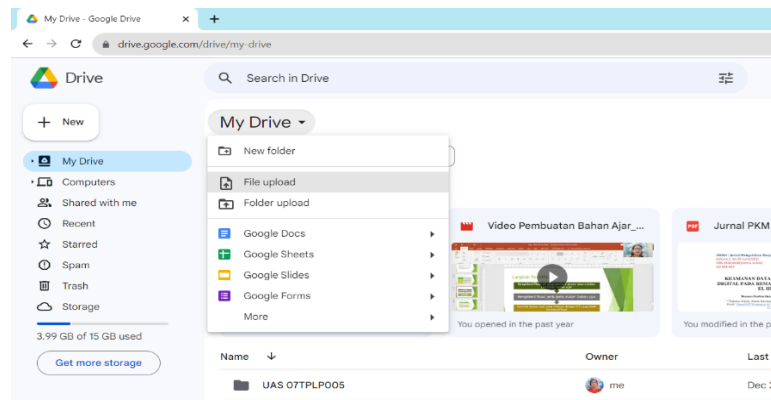 My Drive - Google Drive
drive.google.com/drive/my-drive
Drive
Search in Drive
New
My Drive
New folder
My Drive
File upload
Computers
Folder upload
Shared with me
Recent
Google Docs
Starred
Google Sheets
Spam
Google Slides
Trash
Google Forms
Storage
More
3.99 GB of 15 GB used
Get more storage
Video Pembuatan Bahan Ajar_...
PDF
Jurnal PKM
KEAMANAN DATA
You opened in the past year
You modified in the p
Name
Owner
Last
UAS 07TPLP005
me
Dec